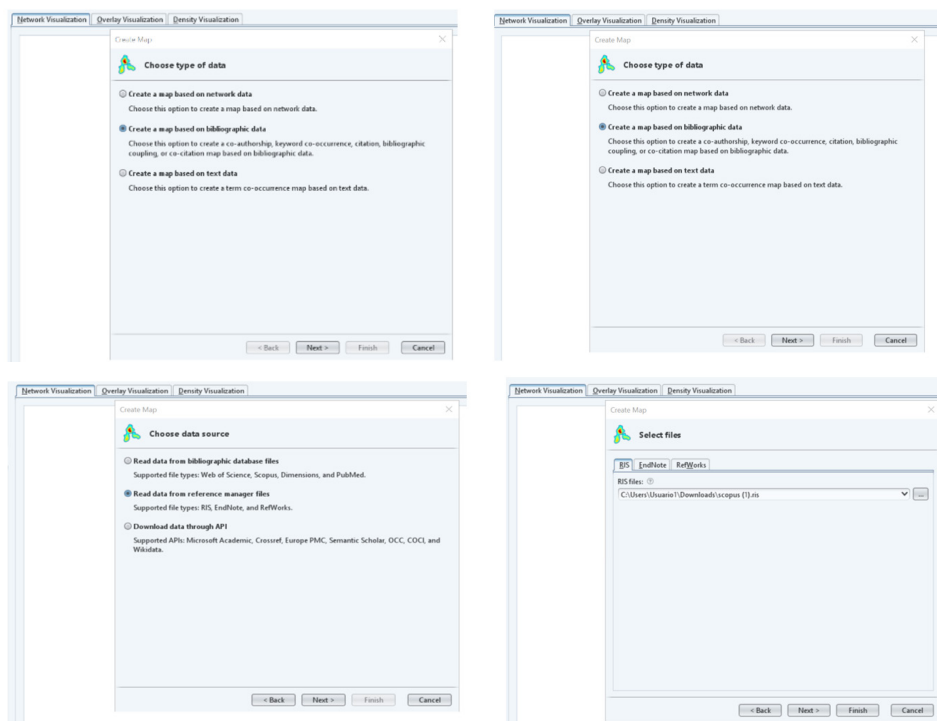 Network Visualization Overlay Visualization Density Visualization
Create Map
Choose type of data
Create a map based on network data
Choose this option to create a map based on network data.
Create a map based on bibliographic data
Choose this option to create a co-authorship, keyword co-occurrence, citation, bibliographic
coupling, or co-citation map based on bibliographic data.
Create a map based on text data
Choose this option to create a term co-occurrence map based on text data.
< Back Next > Finish Cancel
Network Visualization Overlay Visualization Density Visualization
Create Map
Choose type of data
Create a map based on network data
Choose this option to create a map based on network data.
Create a map based on bibliographic data
Choose this option to create a co-authorship, keyword co-occurrence, citation, bibliographic
coupling, or co-citation map based on bibliographic data.
Create a map based on text data
Choose this option to create a term co-occurrence map based on text data.
< Back Next > Finish Cancel
Network Visualization Overlay Visualization Density Visualization
Create Map
Choose data source
Read data from bibliographic database files
Supported file types: Web of Science, Scopus, Dimensions, and PubMed.
Read data from reference manager files
Supported file types: RIS, EndNote, and RefWorks.
Download data through API
Supported APIs: Microsoft Academic, Crossref, Europe PMC, Semantic Scholar, OCC, COCI, and
Wikidata.
< Back Next > Finish Cancel
Network Visualization Overlay Visualization Density Visualization
Create Map
Select files
RIS EndNote RefWorks
RIS files: ?
C:\Users\Usuario1\Downloads\scopus (1).ris ...
< Back Next > Finish Cancel